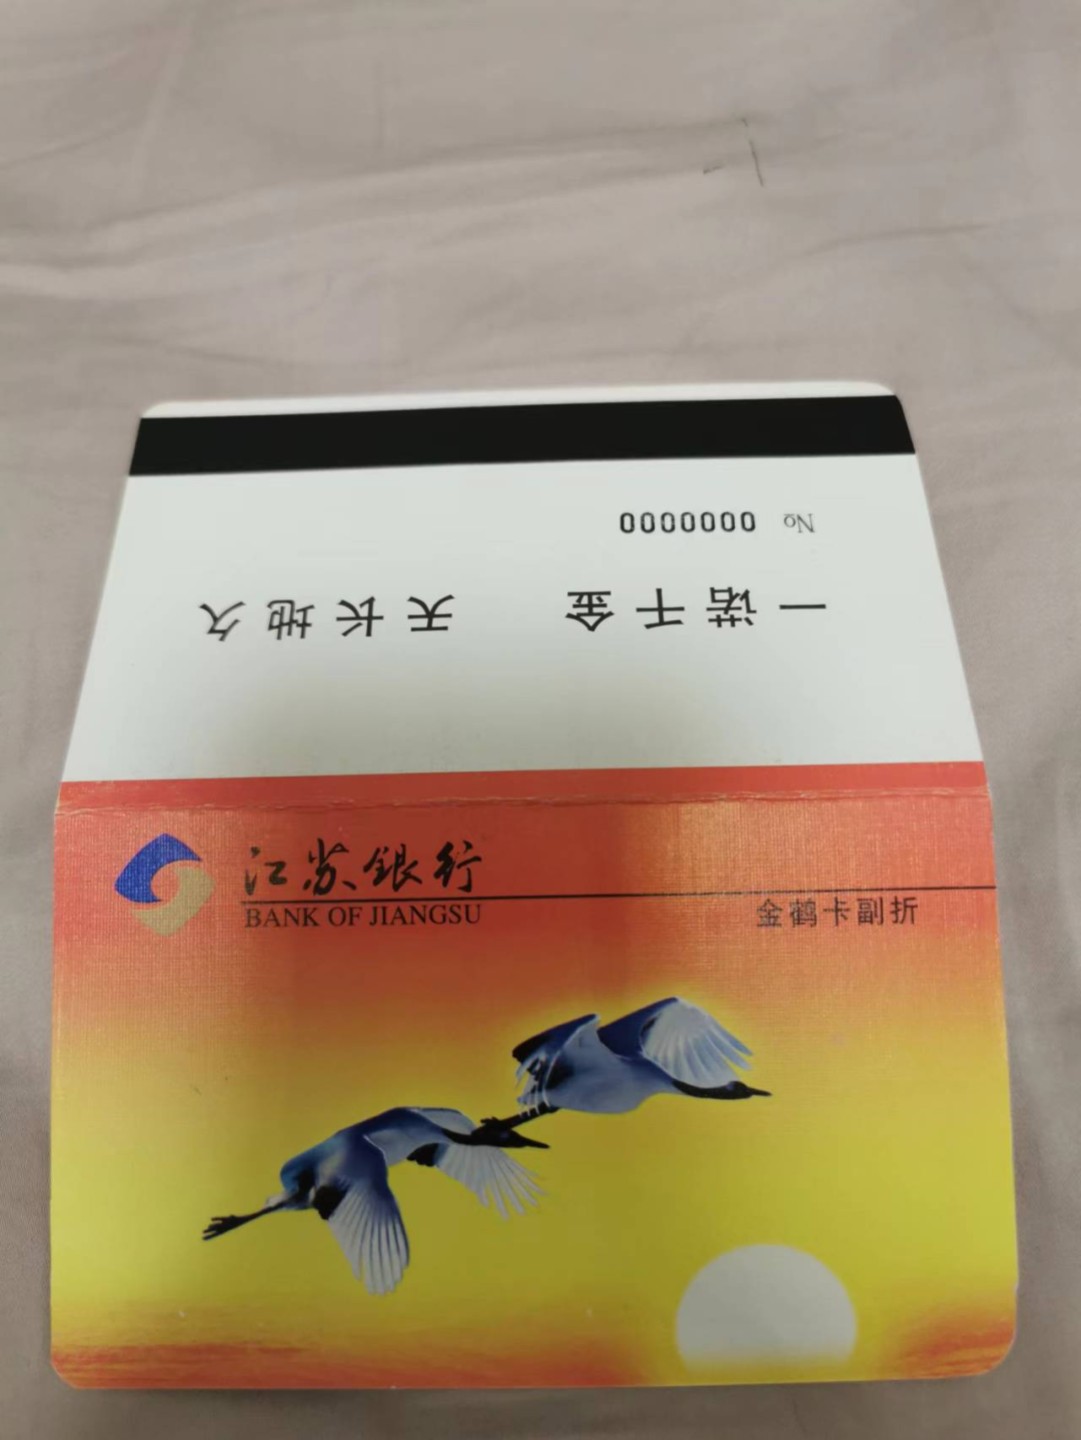 № 0000000
一诺千金 天长地久
江苏银行
BANK OF JIANGSU
金鹤卡副折